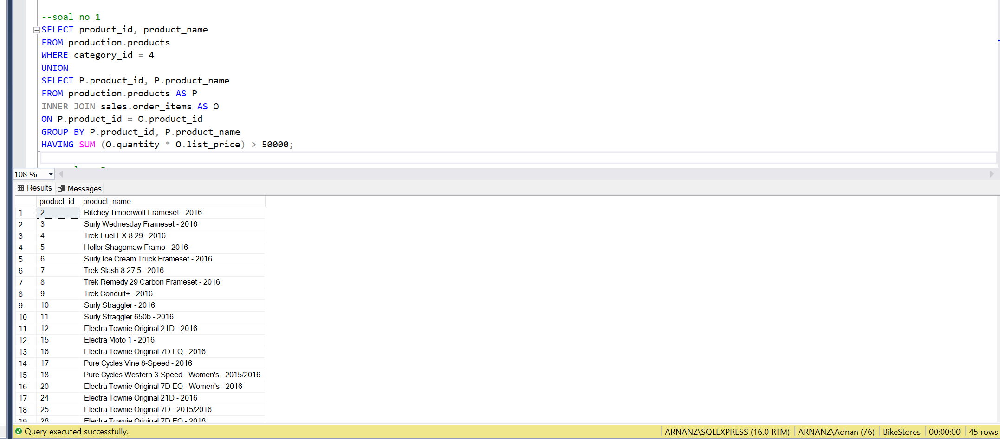 --soal no 1
SELECT product_id, product_name
FROM production.products
WHERE category_id = 4
UNION
SELECT P.product_id, P.product_name
FROM production.products AS P
INNER JOIN sales.order_items AS O
ON P.product_id = O.product_id
GROUP BY P.product_id, P.product_name
HAVING SUM (O.quantity * O.list_price) > 50000;
108 %
Results Messages
product_id product_name
1 2 Ritchey Timberwolf Frameset - 2016
2 3 Surly Wednesday Frameset - 2016
3 4 Trek Fuel EX 8 29 - 2016
4 5 Heller Shagamaw Frame - 2016
5 6 Surly Ice Cream Truck Frameset - 2016
6 7 Trek Slash 8 27.5 - 2016
7 8 Trek Remedy 29 Carbon Frameset - 2016
8 9 Trek Conduit+ - 2016
9 10 Surly Straggler - 2016
10 11 Surly Straggler 650b - 2016
11 12 Electra Townie Original 21D - 2016
12 15 Electra Moto 1 - 2016
13 16 Electra Townie Original 7D EQ - 2016
14 17 Pure Cycles Vine 8-Speed - 2016
15 18 Pure Cycles Western 3-Speed - Women's - 2015/2016
16 20 Electra Townie Original 7D EQ - Women's - 2016
17 24 Electra Townie Original 21D - 2016
18 25 Electra Townie Original 7D - 2015/2016
19 26 Electra Townie Original 7D EQ - 2016
Query executed successfully. ARNANZ\SQLEXPRESS (16.0 RTM) ARNANZ\Adnan (76) BikeStores 00:00:00 45 rows